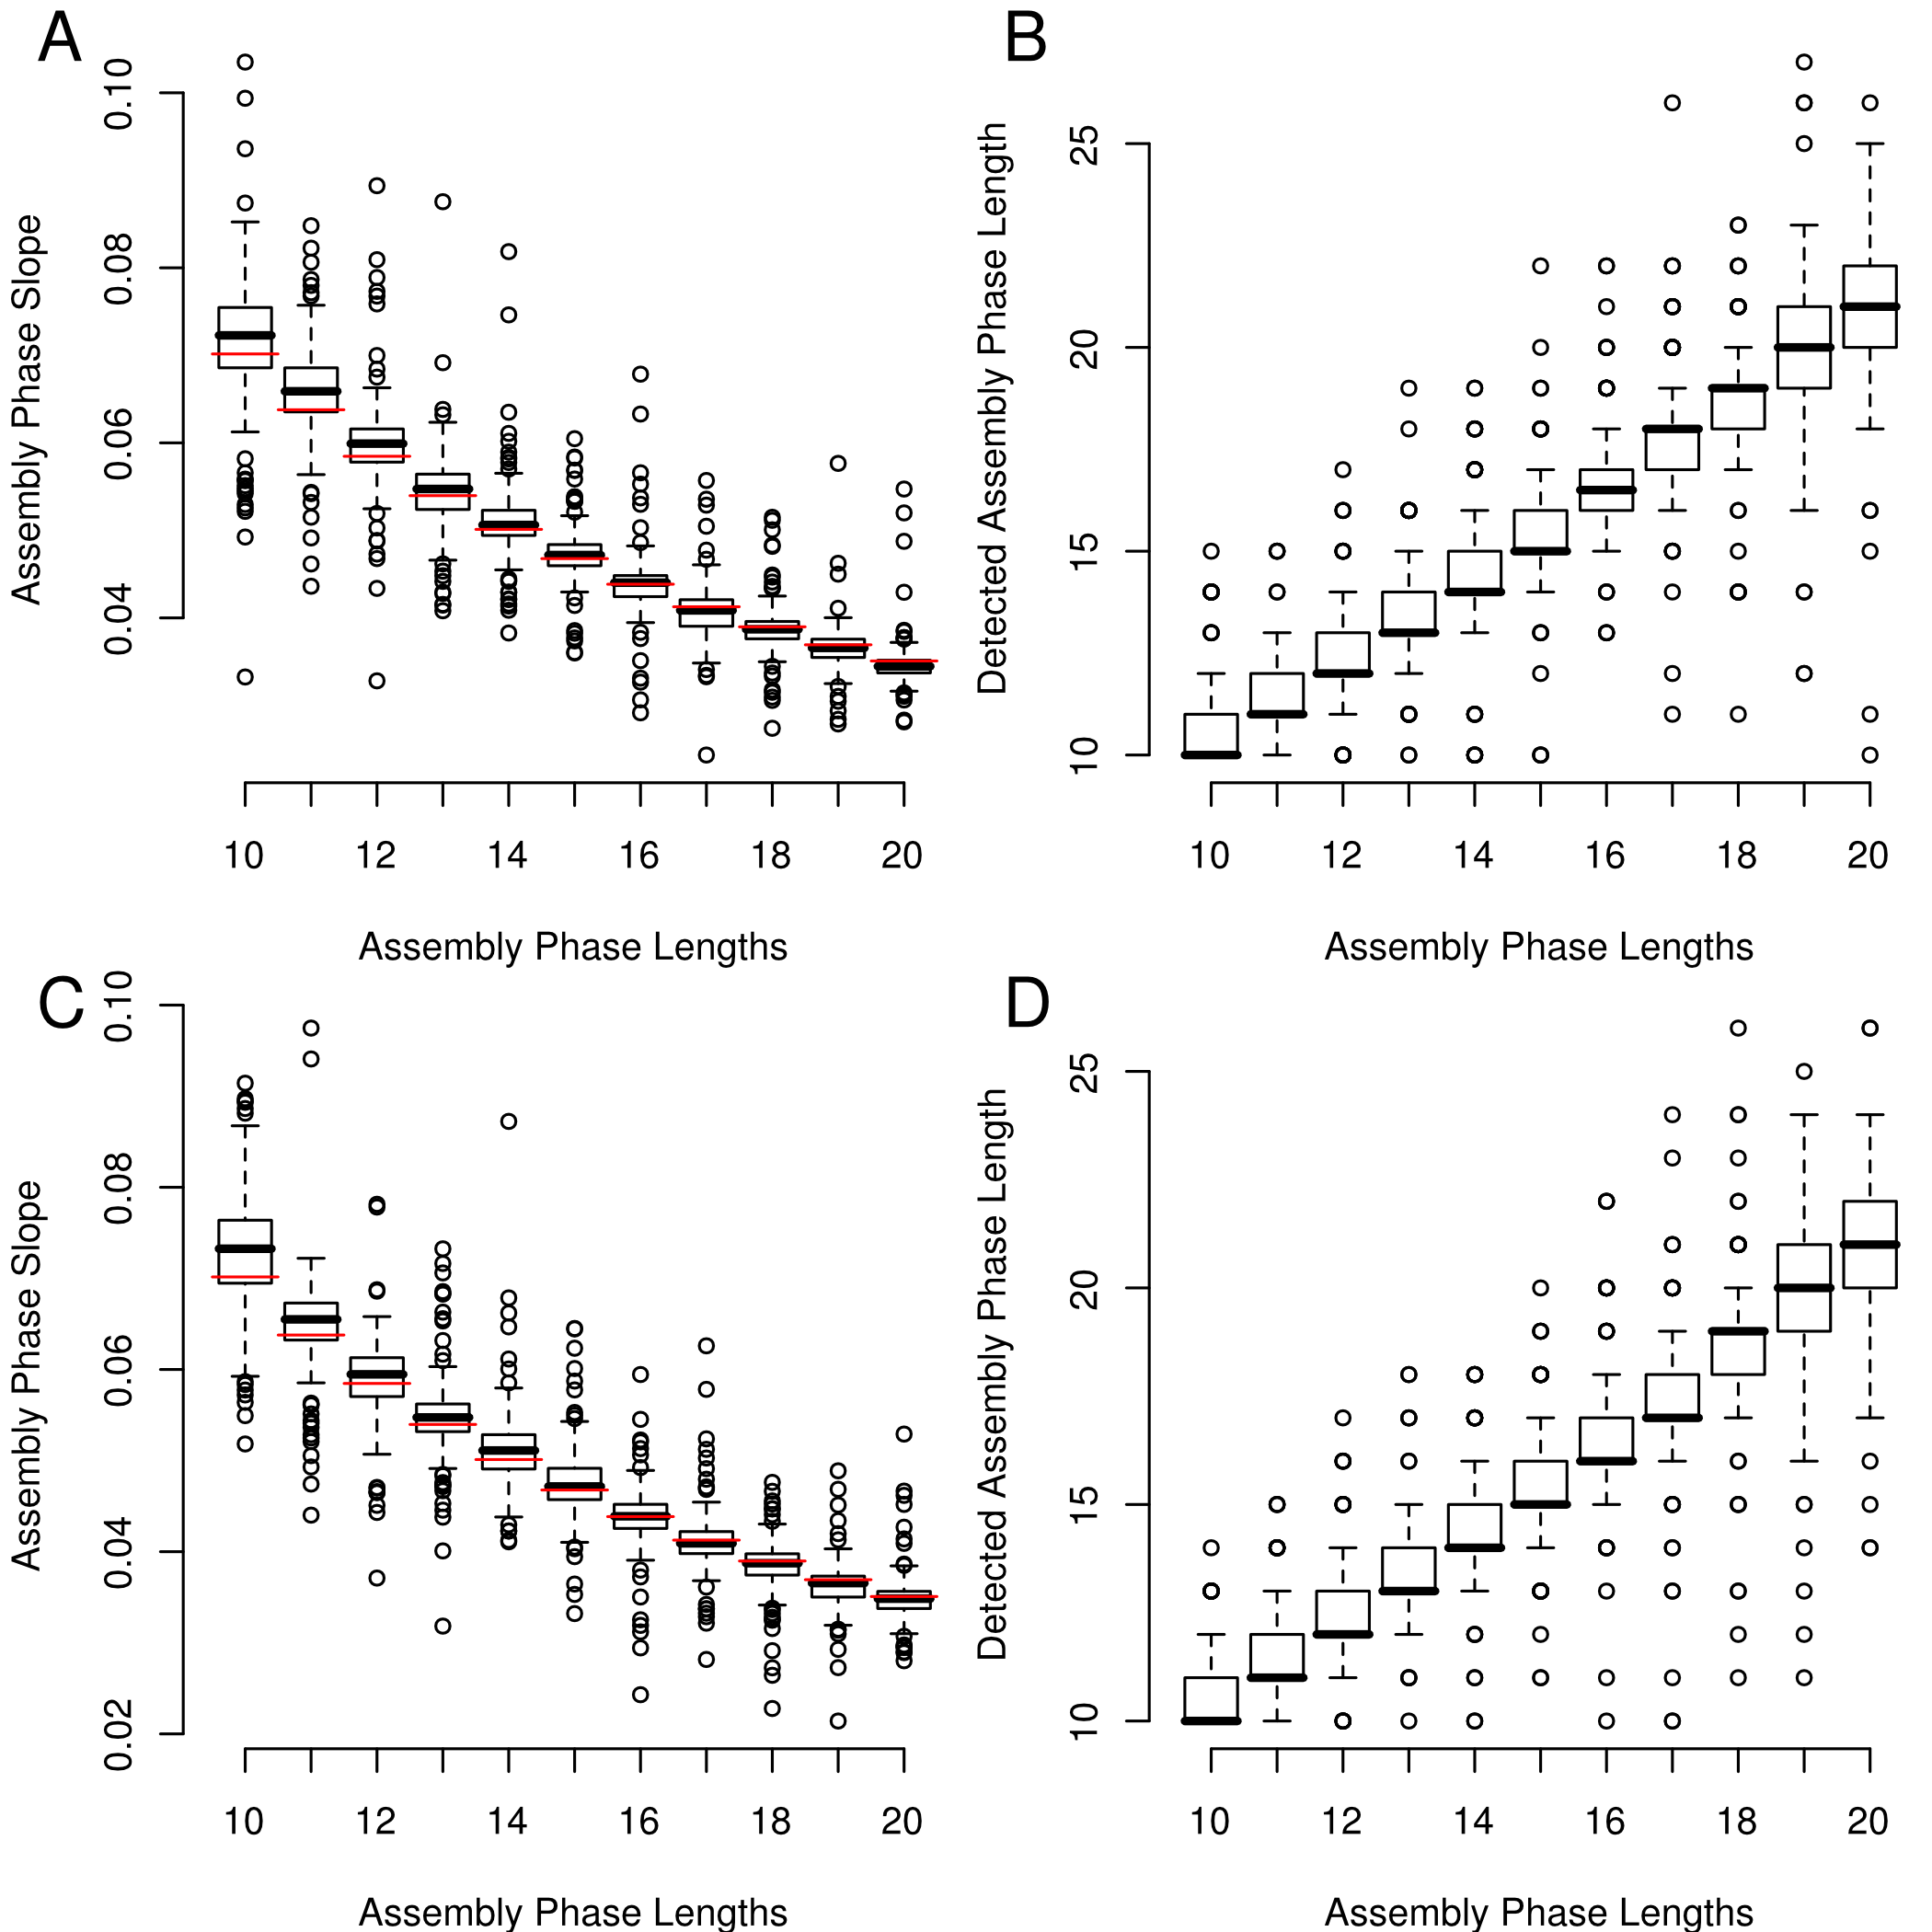 A
Assembly Phase Slope
0.10
0.08
0.06
0.04
10 12 14 16 18 20
Assembly Phase Lengths
B
Detected Assembly Phase Length
25
20
15
10
10 12 14 16 18 20
Assembly Phase Lengths
C
Assembly Phase Slope
0.10
0.08
0.06
0.04
0.02
10 12 14 16 18 20
Assembly Phase Lengths
D
Detected Assembly Phase Length
25
20
15
10
10 12 14 16 18 20
Assembly Phase Lengths